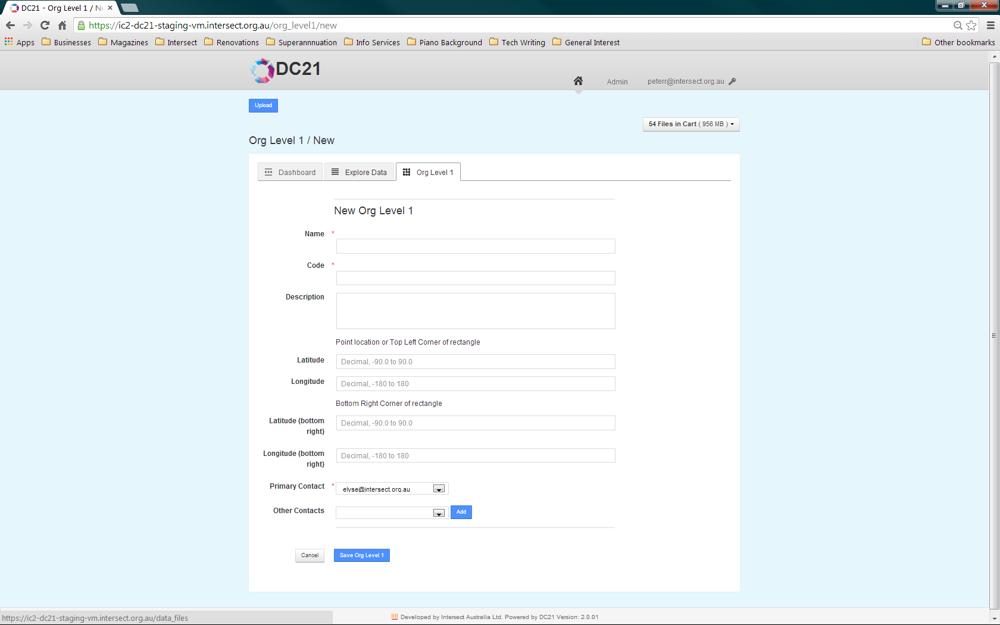 DC21 - Org Level 1 / Ne
https://ic2-dc21-staging-vm.intersect.org.au/org_level1/new
Apps Businesses Magazines Intersect Renovations Superannnuation Info Services Piano Background Tech Writing General Interest Other bookmarks
DC21
Admin peterr@intersect.org.au
Upload
54 Files in Cart ( 956 MB )
Org Level 1 / New
Dashboard Explore Data Org Level 1
New Org Level 1
Name *
Code *
Description
Point location or Top Left Corner of rectangle
Latitude Decimal, -90.0 to 90.0
Longitude Decimal, -180 to 180
Bottom Right Corner of rectangle
Latitude (bottom right) Decimal, -90.0 to 90.0
Longitude (bottom right) Decimal, -180 to 180
Primary Contact * elyse@intersect.org.au
Other Contacts Add
Cancel Save Org Level 1
https://ic2-dc21-staging-vm.intersect.org.au/data_files
Developed by Intersect Australia Ltd. Powered by DC21 Version: 2.0.01